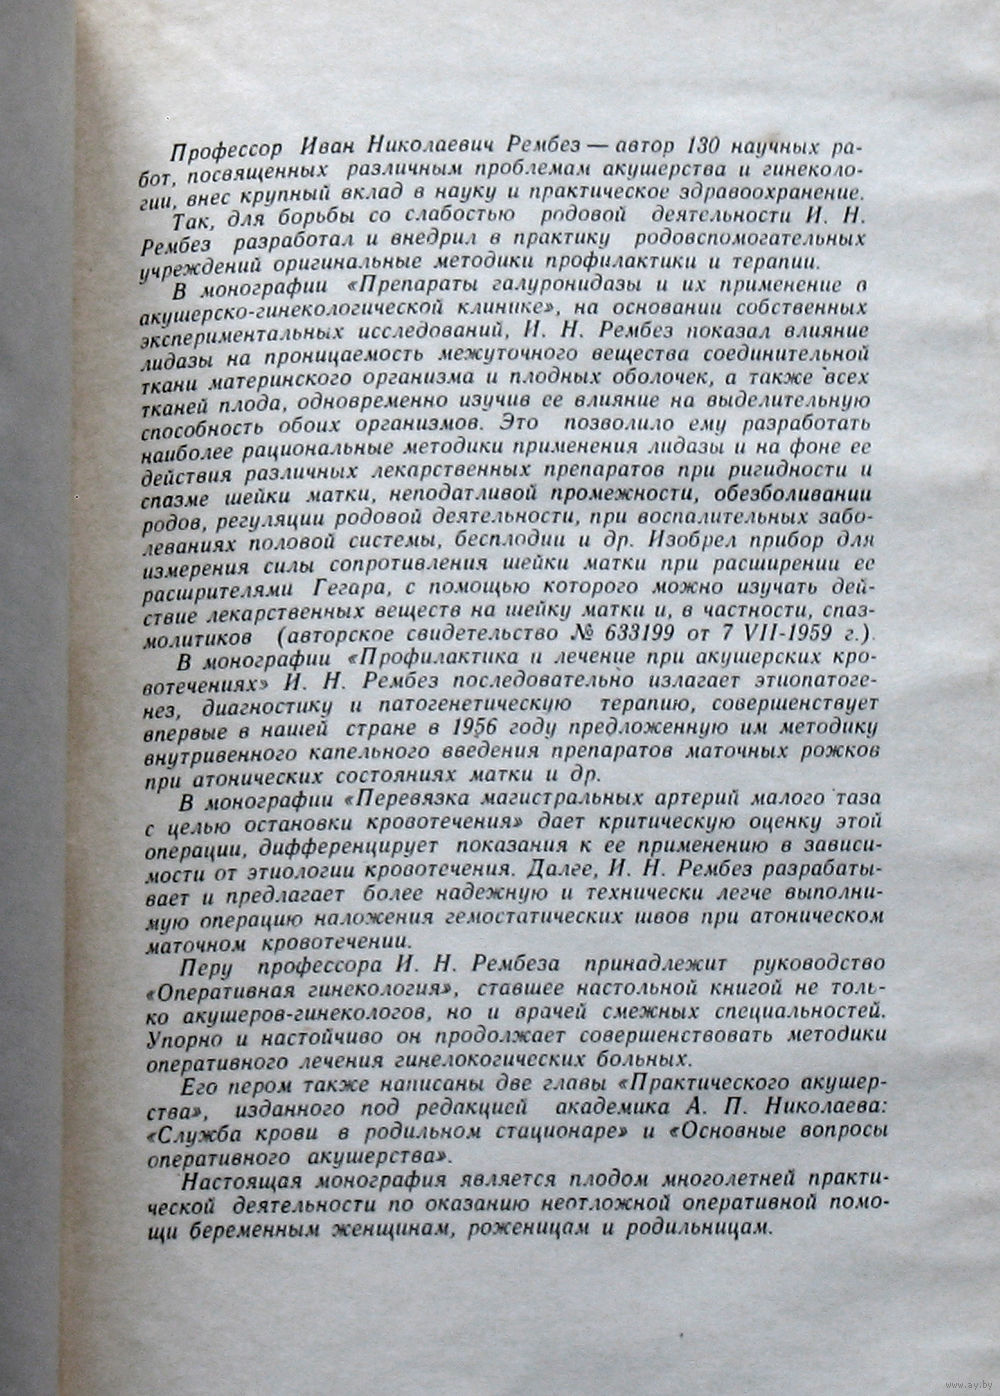 Профессор Иван Николаевич Рембез — автор 130 научных ра-
бот, посвященных различным проблемам акушерства и гинеколо-
гии, внес крупный вклад в науку и практическое здравоохранение.
Так, для борьбы со слабостью родовой деятельности И. Н.
Рембез разработал и внедрил в практику родовспомогательных
учреждений оригинальные методики профилактики и терапии.
В монографии «Препараты галуронидазы и их применение в
акушерско-гинекологической клинике», на основании собственных
экспериментальных исследований, И. Н. Рембез показал влияние
лидазы на проницаемость межуточного вещества соединительной
ткани материнского организма и плодных оболочек, а также всех
тканей плода, одновременно изучив ее влияние на выделительную
способность обоих организмов. Это позволило ему разработать
наиболее рациональные методики применения лидазы и на фоне ее
действия различных лекарственных препаратов при ригидности и
спазме шейки матки, неподатливой промежности, обезболивании
родов, регуляции родовой деятельности, при воспалительных забо-
леваниях половой системы, бесплодии и др. Изобрел прибор для
измерения силы сопротивления шейки матки при расширении ее
расширителями Гегара, с помощью которого можно изучать дей-
ствие лекарственных веществ на шейку матки и, в частности, спаз-
молитиков (авторское свидетельство № 633199 от 7 VII-1959 г.).
В монографии «Профилактика и лечение при акушерских кро-
вотечениях» И. Н. Рембез последовательно излагает этиопатоге-
нез, диагностику и патогенетическую терапию, совершенствует
впервые в нашей стране в 1956 году предложенную им методику
внутривенного капельного введения препаратов маточных рожков
при атонических состояниях матки и др.
В монографии «Перевязка магистральных артерий малого таза
с целью остановки кровотечения» дает критическую оценку этой
операции, дифференцирует показания к ее применению в зависи-
мости от этиологии кровотечения. Далее, И. Н. Рембез разрабаты-
вает и предлагает более надежную и технически легче выполни-
мую операцию наложения гемостатических швов при атоническом
маточном кровотечении.
Перу профессора И. Н. Рембеза принадлежит руководство
«Оперативная гинекология», ставшее настольной книгой не толь-
ко акушеров-гинекологов, но и врачей смежных специальностей.
Упорно и настойчиво он продолжает совершенствовать методики
оперативного лечения гинелокогических больных.
Его пером также написаны две главы «Практического акушер-
ства», изданного под редакцией академика А. П. Николаева:
«Служба крови в родильном стационаре» и «Основные вопросы
оперативного акушерства».
Настоящая монография является плодом многолетней практи-
ческой деятельности по оказанию неотложной оперативной помо-
щи беременным женщинам, роженицам и родильницам.
www.ay.by